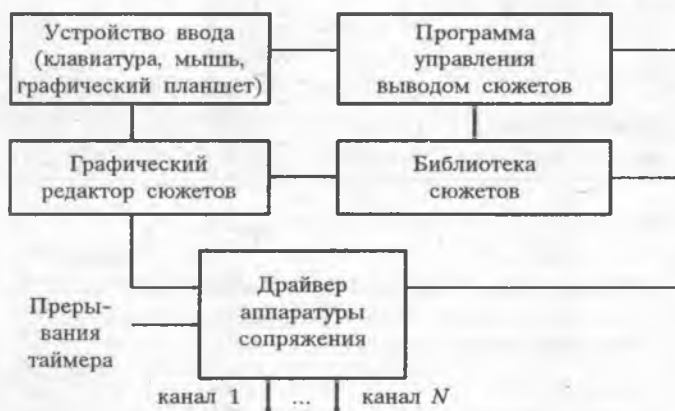 Устройство ввода
(клавиатура, мышь,
графический планшет)
Программа
управления
выводом сюжетов
Графический
редактор сюжетов
Библиотека
сюжетов
Драйвер
аппаратуры
сопряжения
Преры-
вания
таймера
канал 1 ... канал N